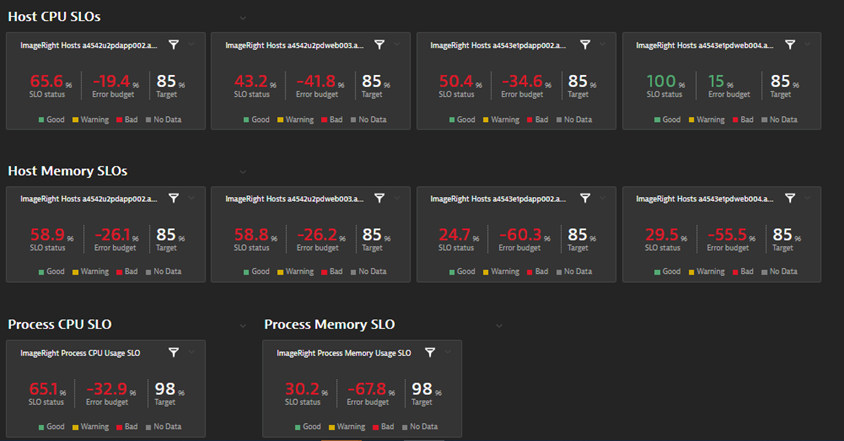 Host CPU SLOs
ImageRight Hosts a4542u2pdapp002.a...
65.6 % -19.4 % 85 %
SLO status Error budget Target
Good Warning Bad No Data
ImageRight Hosts a4542u2pdweb003.a...
43.2 % -41.8 % 85 %
SLO status Error budget Target
Good Warning Bad No Data
ImageRight Hosts a4543e1pdapp002...
50.4 % -34.6 % 85 %
SLO status Error budget Target
Good Warning Bad No Data
ImageRight Hosts a4543e1pdweb004...
100 % 15 % 85 %
SLO status Error budget Target
Good Warning Bad No Data
Host Memory SLOs
ImageRight Hosts a4542u2pdapp002.a...
58.9 % -26.1 % 85 %
SLO status Error budget Target
Good Warning Bad No Data
ImageRight Hosts a4542u2pdweb003.a...
58.8 % -26.2 % 85 %
SLO status Error budget Target
Good Warning Bad No Data
ImageRight Hosts a4543e1pdapp002.a...
24.7 % -60.3 % 85 %
SLO status Error budget Target
Good Warning Bad No Data
ImageRight Hosts a4543e1pdweb004.a...
29.5 % -55.5 % 85 %
SLO status Error budget Target
Good Warning Bad No Data
Process CPU SLO
ImageRight Process CPU Usage SLO
65.1 % -32.9 % 98 %
SLO status Error budget Target
Good Warning Bad No Data
Process Memory SLO
ImageRight Process Memory Usage SLO
30.2 % -67.8 % 98 %
SLO status Error budget Target
Good Warning Bad No Data